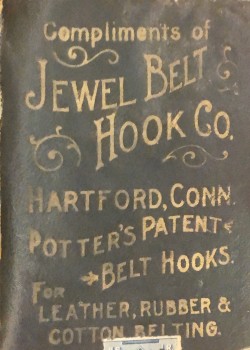 Compliments of
JEWEL BELT
HOOK CO.
HARTFORD, CONN.
POTTER'S PATENT
BELT HOOKS.
FOR
LEATHER, RUBBER &
COTTON BELTING.